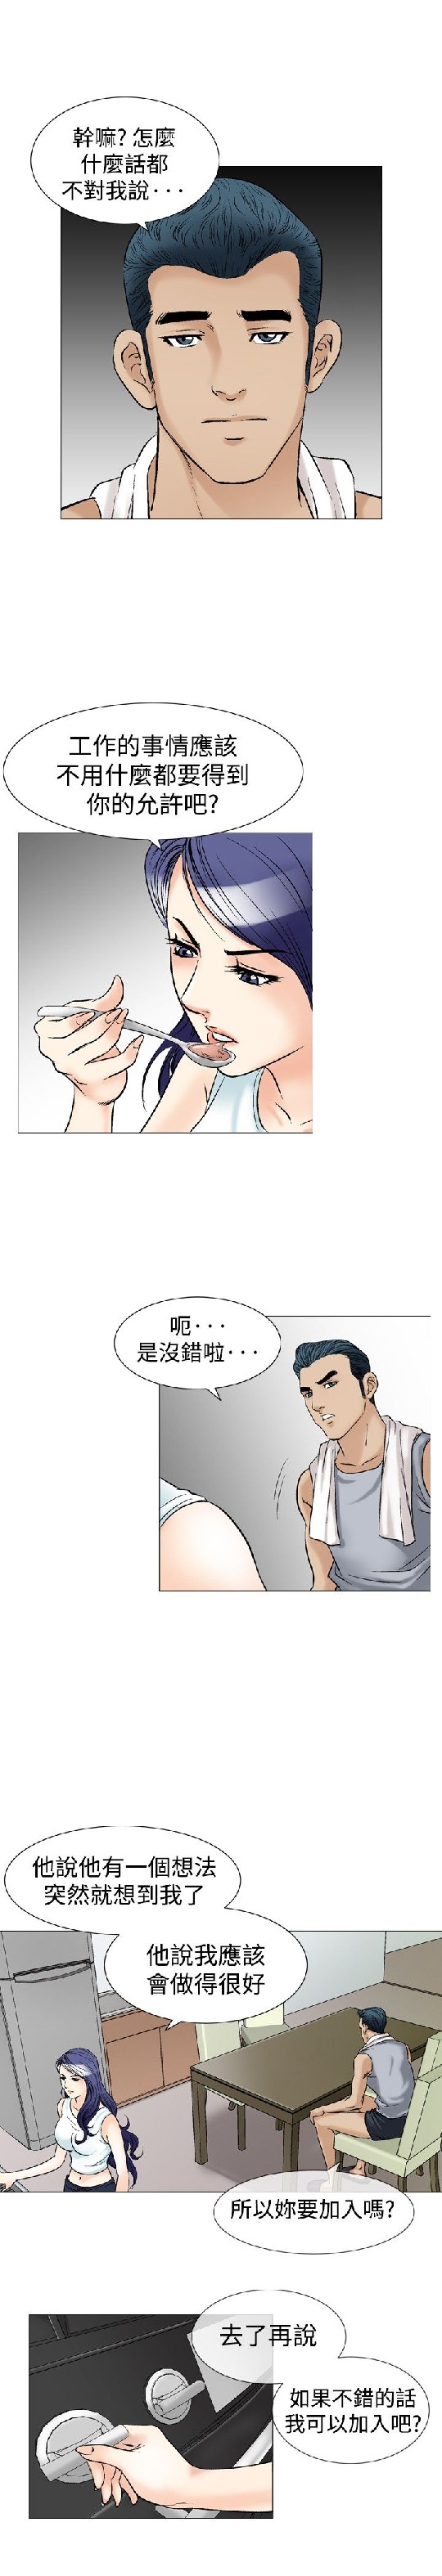 幹嘛? 怎麼
什麼話都
不對我說···
工作的事情應該
不用什麼都要得到
你的允許吧?
呃···
是沒錯啦···
他說他有一個想法
突然就想到我了
他說我應該
會做得很好
所以妳要加入嗎?
去了再說
如果不錯的話
我可以加入吧?